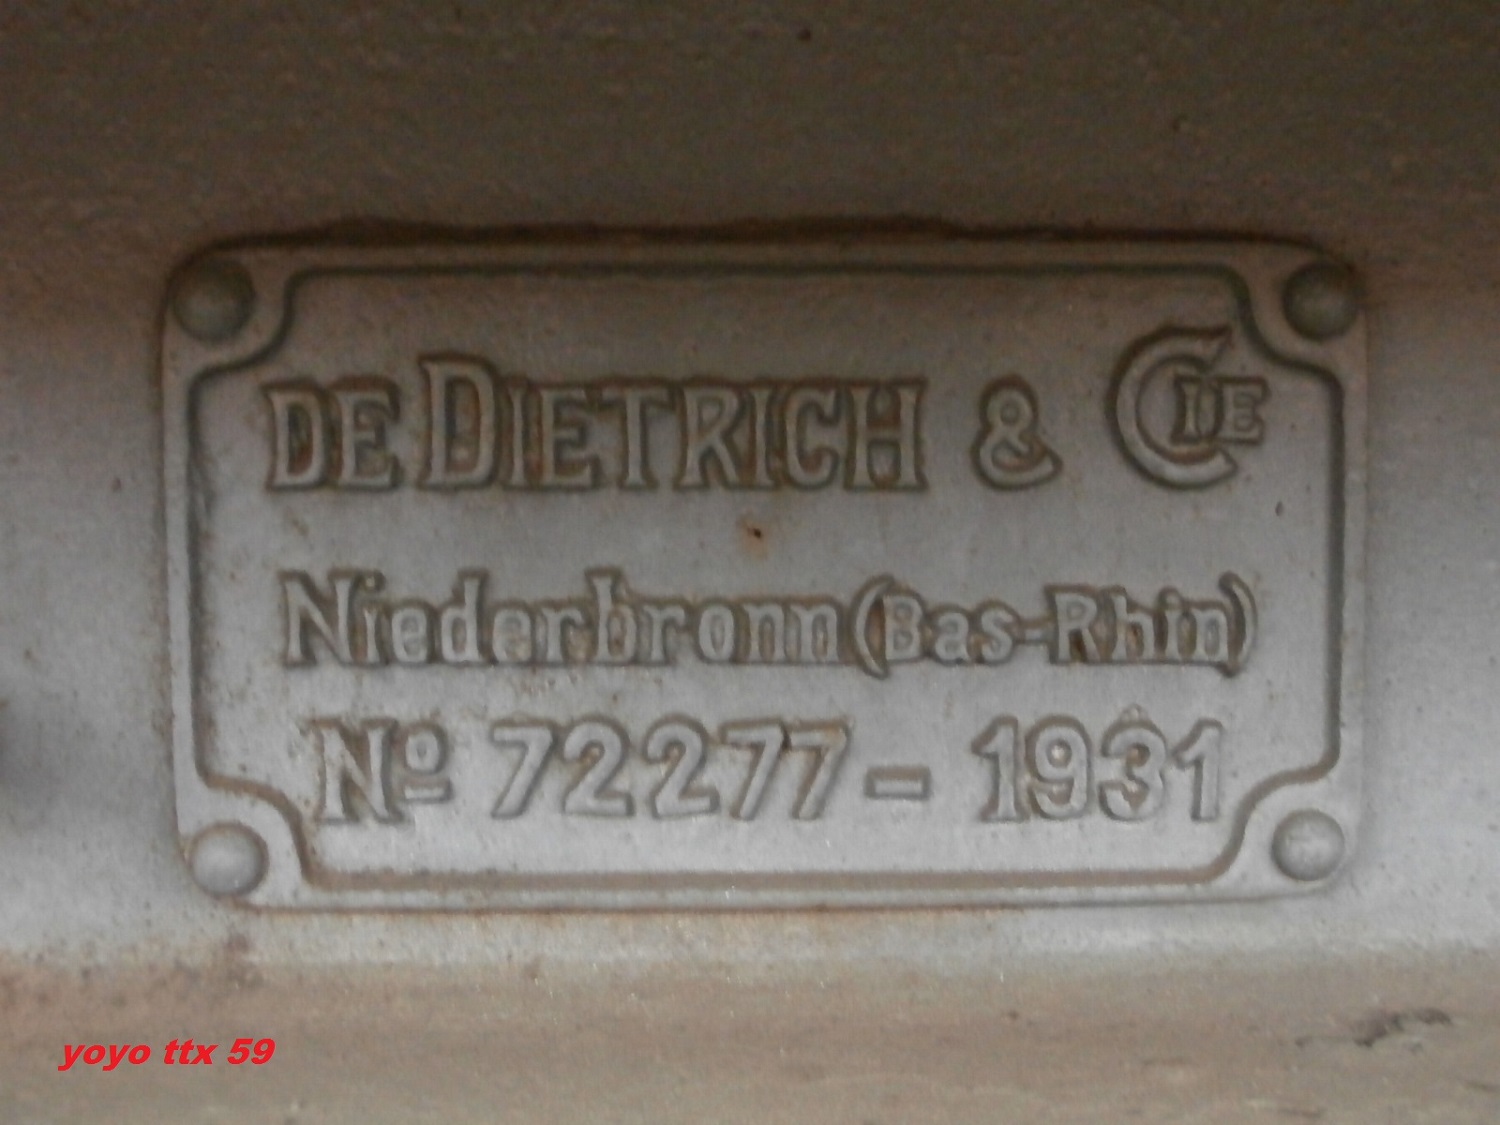 DE DIETRICH & CIE
Niederbronn (Bas-Rhin)
Nº 72277 - 1931
yoyo ttx 59